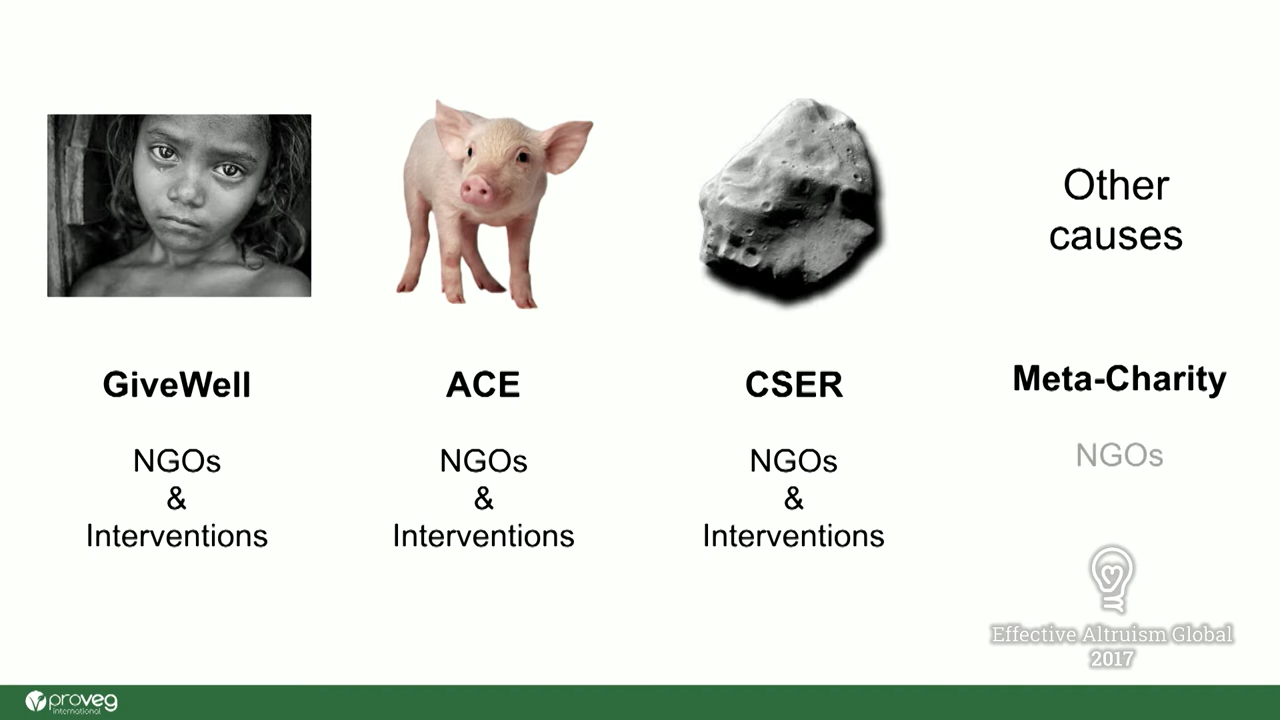 Other
causes
GiveWell
ACE
CSER
Meta-Charity
NGOs
&
Interventions
NGOs
&
Interventions
NGOs
&
Interventions
NGOs
Effective Altruism Global
2017
proveg
international